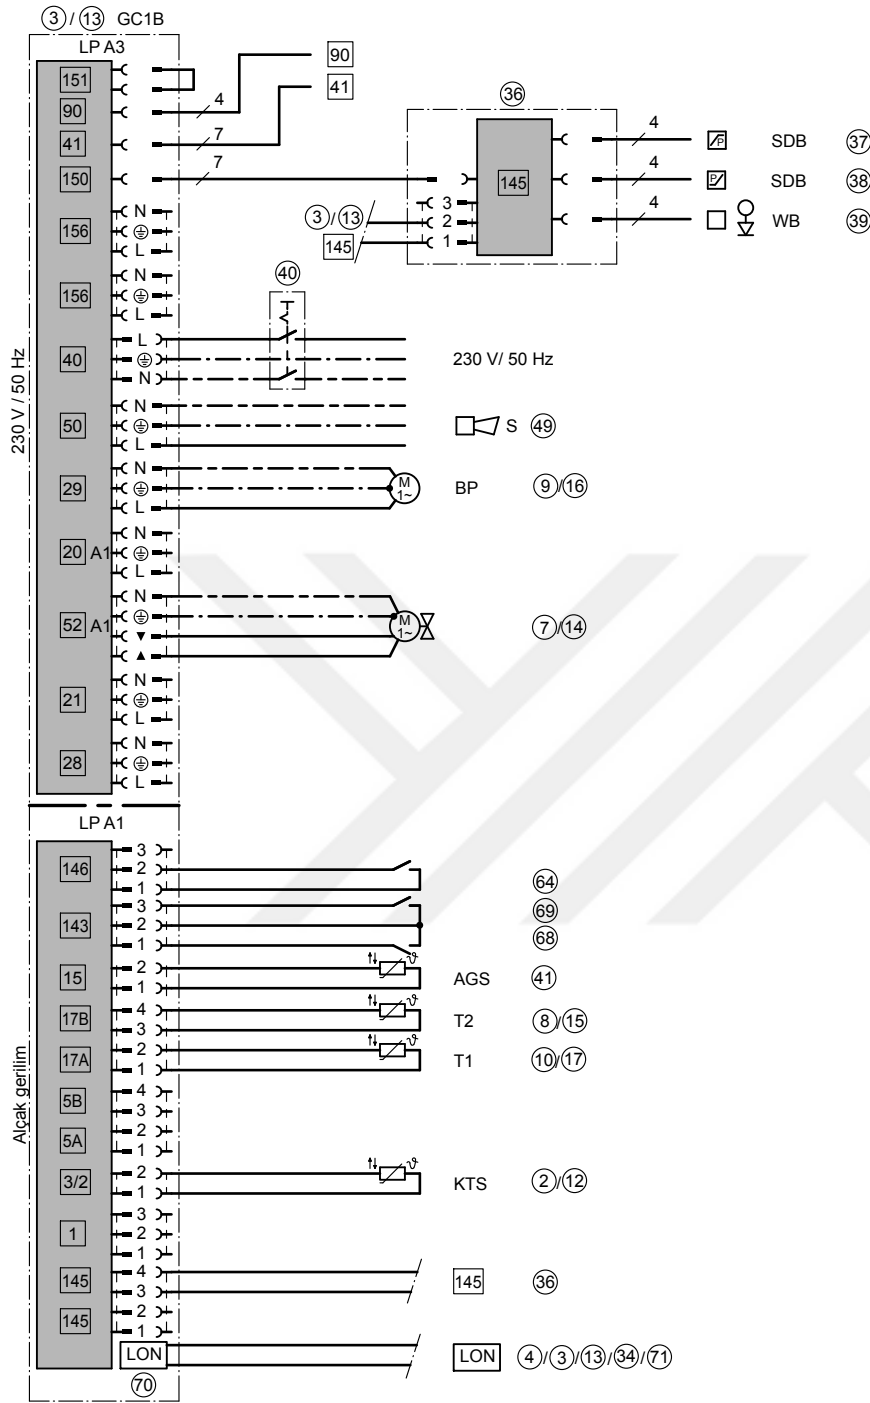 3 / 13 GC1B
LP A3
151
90
4
90
41
7
41
150
7
36
145
4
SDB 37
4
SDB 38
4
WB 39
3
2
1
3/13
145
P
P
156
N
L
156
N
L
40
40
L
N
230 V/ 50 Hz
230 V / 50 Hz
50
N
L
S 49
29
N
L
M
1~
BP 9/16
20 A1
N
L
52 A1
N
M
1~
7/14
21
N
L
28
N
L
LP A1
Alçak gerilim
146
3
2
1
64
143
3
2
1
69
68
15
2
1
ϑ
AGS 41
17B
4
3
ϑ
T2 8/15
17A
2
1
ϑ
T1 10/17
5B
4
3
5A
2
1
3/2
2
1
ϑ
KTS 2/12
1
3
2
1
145
4
3
145 36
145
2
1
LON
LON 4/3/13/34/71
70